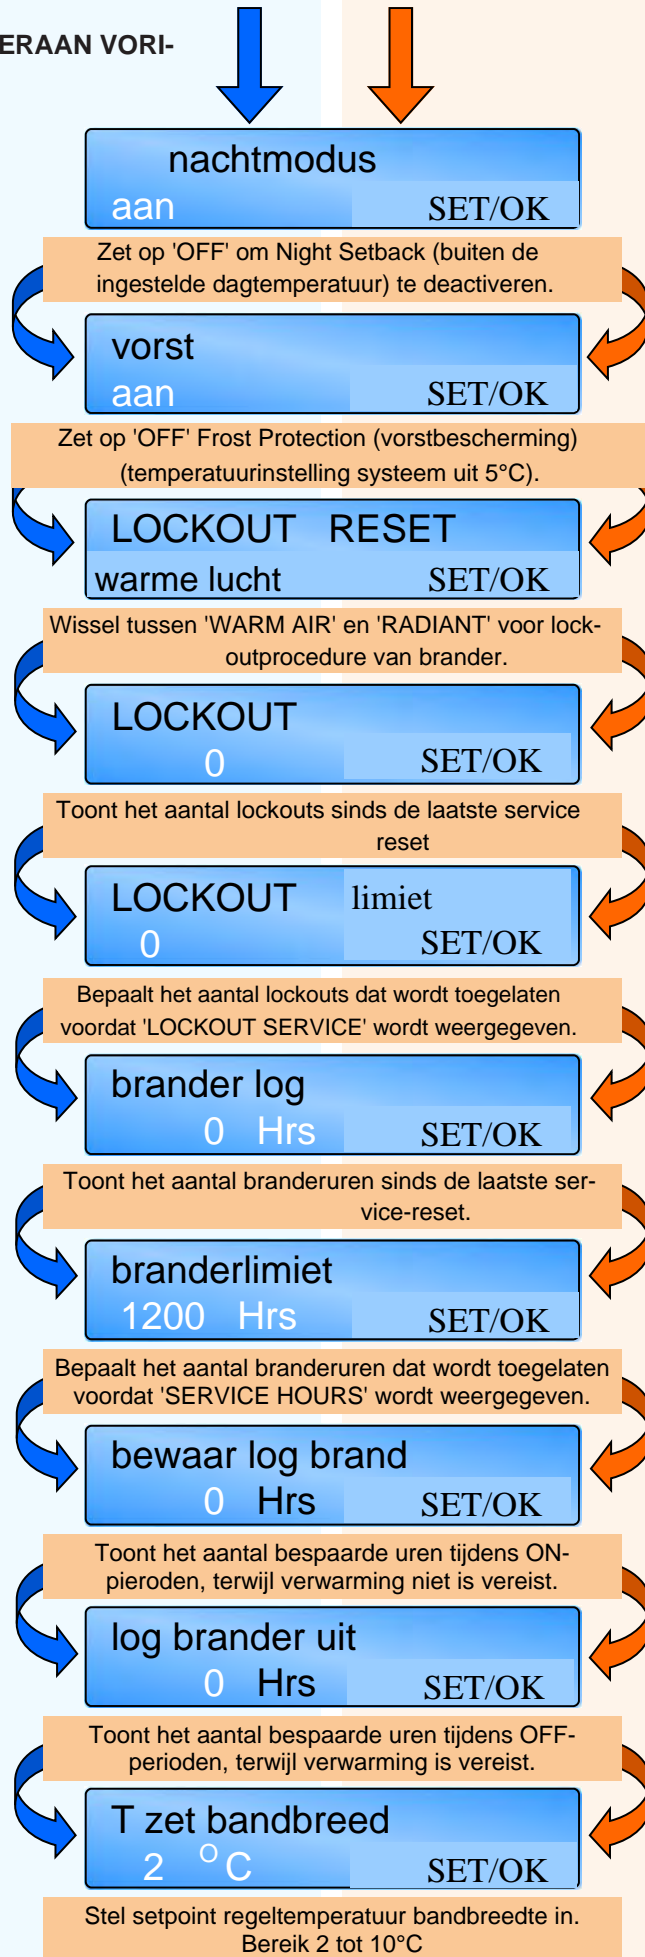 ERAAN VORI-
nachtmodus
aan SET/OK
Zet op 'OFF' om Night Setback (buiten de
ingestelde dagtemperatuur) te deactiveren.
vorst
aan SET/OK
Zet op 'OFF' Frost Protection (vorstbescherming)
(temperatuurinstelling systeem uit 5°C).
LOCKOUT RESET
warme lucht SET/OK
Wissel tussen 'WARM AIR' en 'RADIANT' voor lock-
outprocedure van brander.
LOCKOUT
0 SET/OK
Toont het aantal lockouts sinds de laatste service
reset
LOCKOUT limiet
0 SET/OK
Bepaalt het aantal lockouts dat wordt toegelaten
voordat 'LOCKOUT SERVICE' wordt weergegeven.
brander log
0 Hrs SET/OK
Toont het aantal branderuren sinds de laatste ser-
vice-reset.
branderlimiet
1200 Hrs SET/OK
Bepaalt het aantal branderuren dat wordt toegelaten
voordat 'SERVICE HOURS' wordt weergegeven.
bewaar log brand
0 Hrs SET/OK
Toont het aantal bespaarde uren tijdens ON-
pieroden, terwijl verwarming niet is vereist.
log brander uit
0 Hrs SET/OK
Toont het aantal bespaarde uren tijdens OFF-
perioden, terwijl verwarming is vereist.
T zet bandbreed
2 °C SET/OK
Stel setpoint regeltemperatuur bandbreedte in.
Bereik 2 tot 10°C